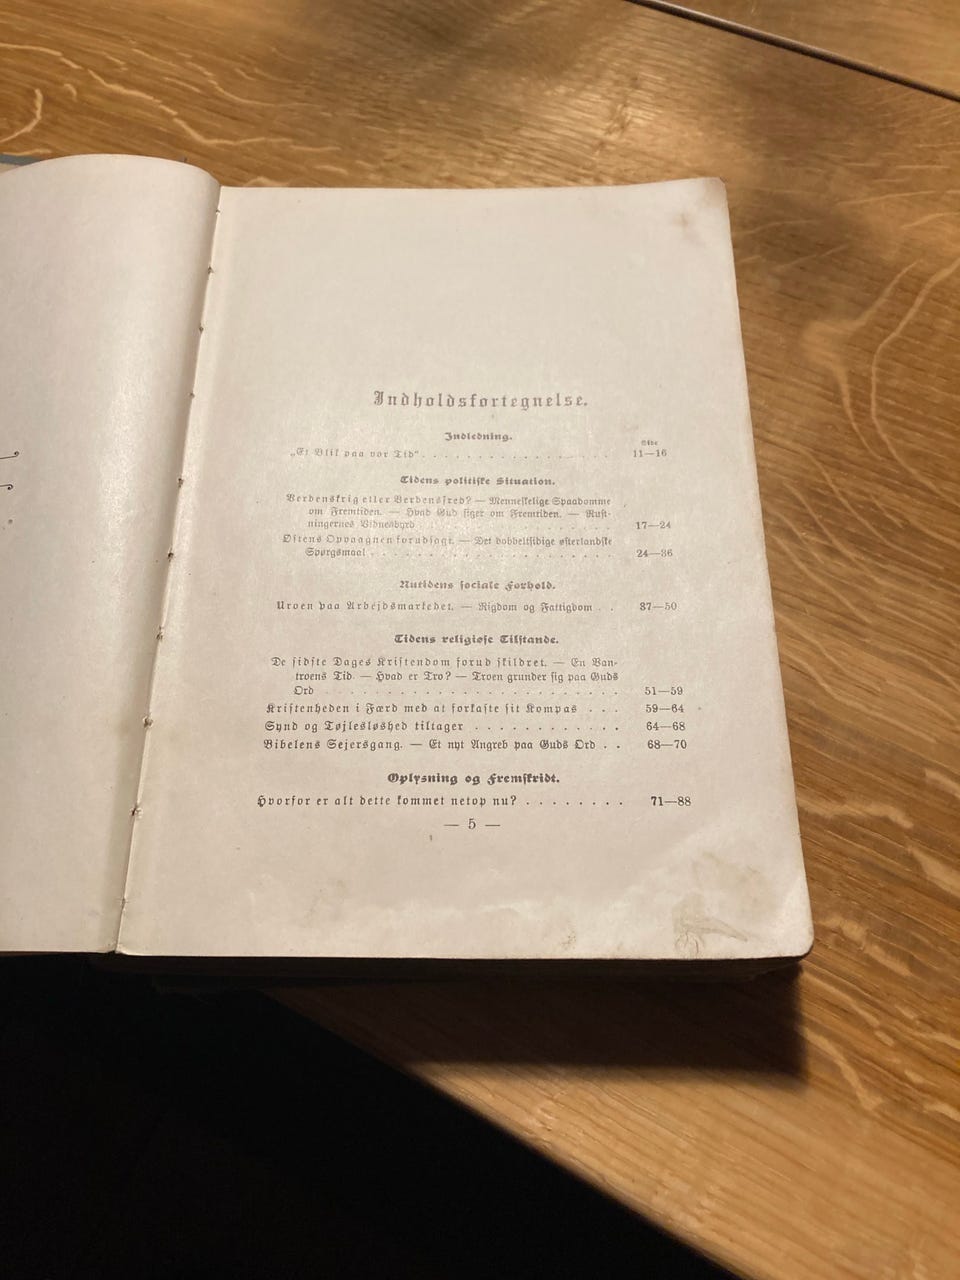 Indholdsfortegnelse.
Indledning.
Side
„Et Blik paa vor Tid“ . . . . . . . . . . . . . . . . 11—16
Tidens politiske Situation.
Verdenskrig eller Verdensfred? — Menneskelige Spaadomme
om Fremtiden. — Hvad Gud siger om Fremtiden. — Rust-
ningernes Vidnesbyrd . . . . . . . . . . . . . . 17—24
Østens Opvaagnen forudsagt. — Det dobbeltsidige østerlandske
Spørgsmaal . . . . . . . . . . . . . . . . . . 24—36
Nutidens sociale Forhold.
Uroen paa Arbejdsmarkedet. — Rigdom og Fattigdom . . 37—50
Tidens religiøse Tilstande.
De sidste Dages Kristendom forud skildret. — En Van-
troens Tid — Hvad er Tro? — Troen grunder sig paa Guds
Ord . . . . . . . . . . . . . . . . . . . . . . 51—59
Kristenheden i Færd med at forkaste sit Kompas . . . 59—64
Synd og Tøjlesløshed tiltager . . . . . . . . . . . 64—68
Bibelens Sejersgang. — Et nyt Angreb paa Guds Ord . . 68—70
Oplysning og Fremskridt.
Hvorfor er alt dette kommet netop nu? . . . . . . . . 71—88
— 5 —